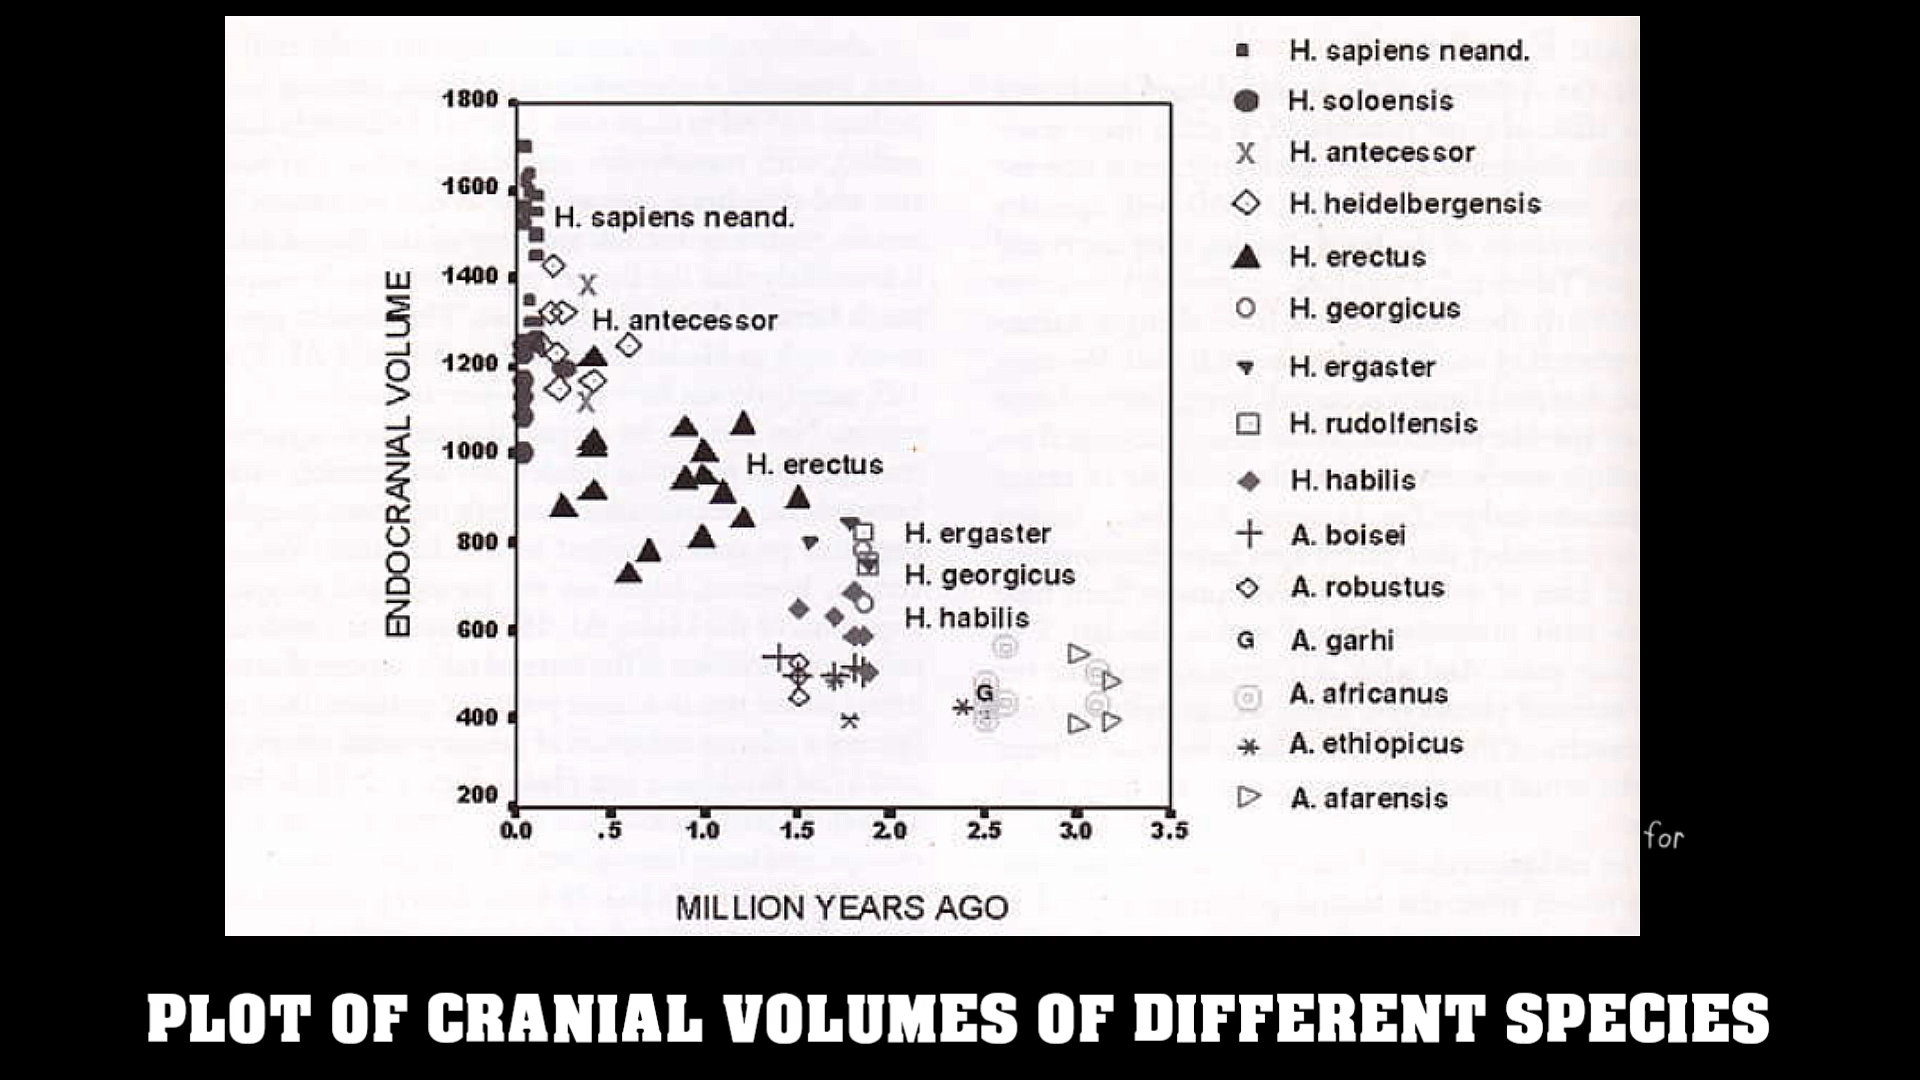 H. sapiens neand.
H. soloensis
H. antecessor
H. heidelbergensis
H. erectus
H. georgicus
H. ergaster
H. rudolfensis
H. habilis
A. boisei
A. robustus
G A. garhi
A. africanus
A. ethiopicus
A. afarensis
ENDOCRANIAL VOLUME
1800
1600
1400
1200
1000
800
600
400
200
H. sapiens neand.
H. antecessor
H. erectus
H. ergaster
H. georgicus
H. habilis
G
0.0 .5 1.0 1.5 2.0 2.5 3.0 3.5
MILLION YEARS AGO
for
PLOT OF CRANIAL VOLUMES OF DIFFERENT SPECIES